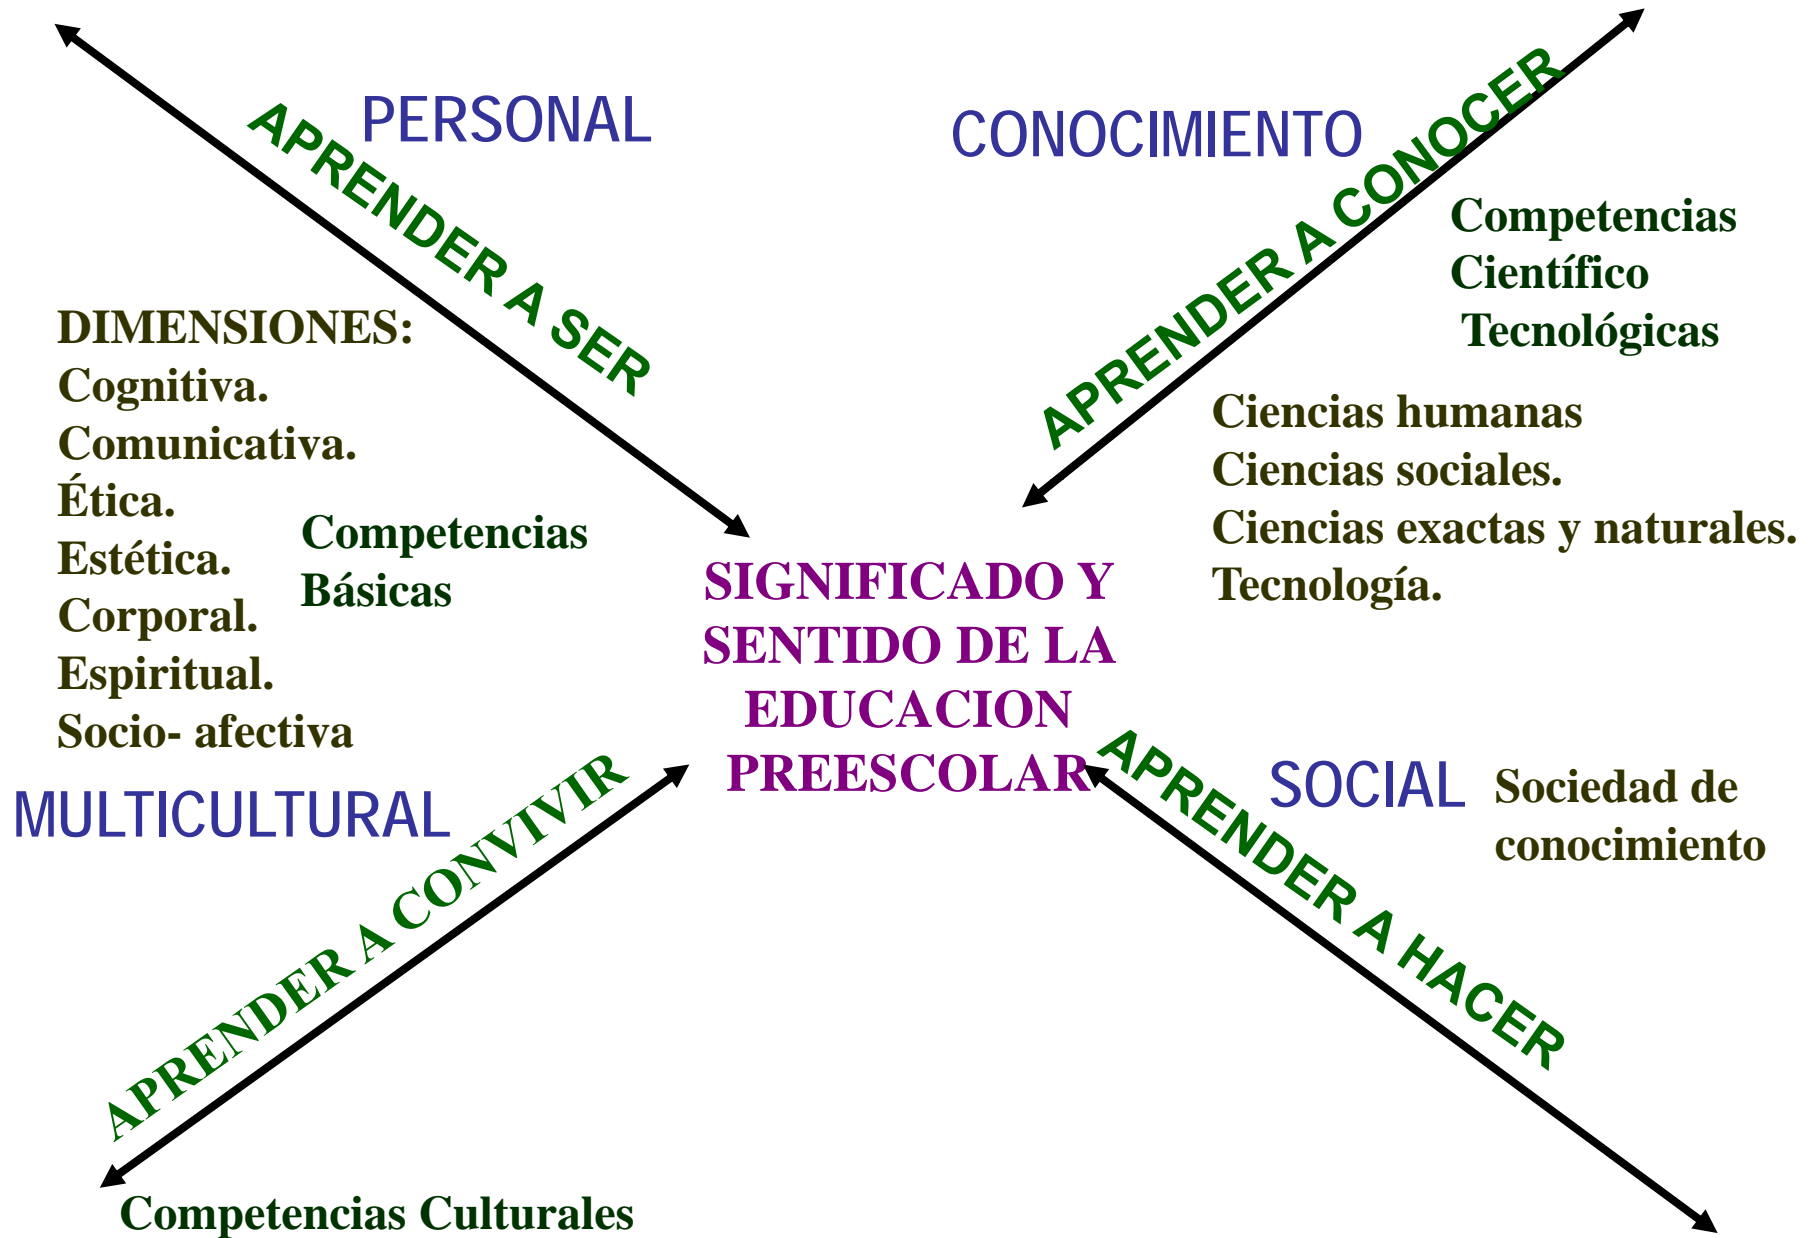 PERSONAL
APRENDER A SER
CONOCIMIENTO
APRENDER A CONOCER
Competencias
Científico
Tecnológicas
DIMENSIONES:
Cognitiva.
Comunicativa.
Ética.
Estética.
Corporal.
Espiritual.
Socio- afectiva
Competencias
Básicas
Ciencias humanas
Ciencias sociales.
Ciencias exactas y naturales.
Tecnología.
SIGNIFICADO Y
SENTIDO DE LA
EDUCACION
PREESCOLAR
MULTICULTURAL
APRENDER A CONVIVIR
Competencias Culturales
SOCIAL
Sociedad de
conocimiento
APRENDER A HACER